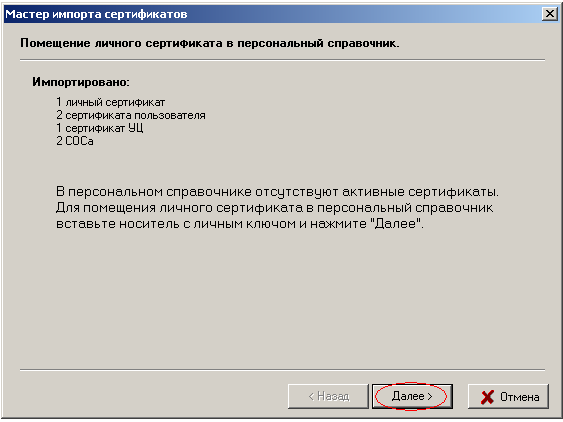 Мастер импорта сертификатов
Помещение личного сертификата в персональный справочник.
Импортировано:
1 личный сертификат
2 сертификата пользователя
1 сертификат УЦ
2 СОСа
В персональном справочнике отсутствуют активные сертификаты.
Для помещения личного сертификата в персональный справочник
вставьте носитель с личным ключом и нажмите "Далее".
< Назад
Далее >
Отмена